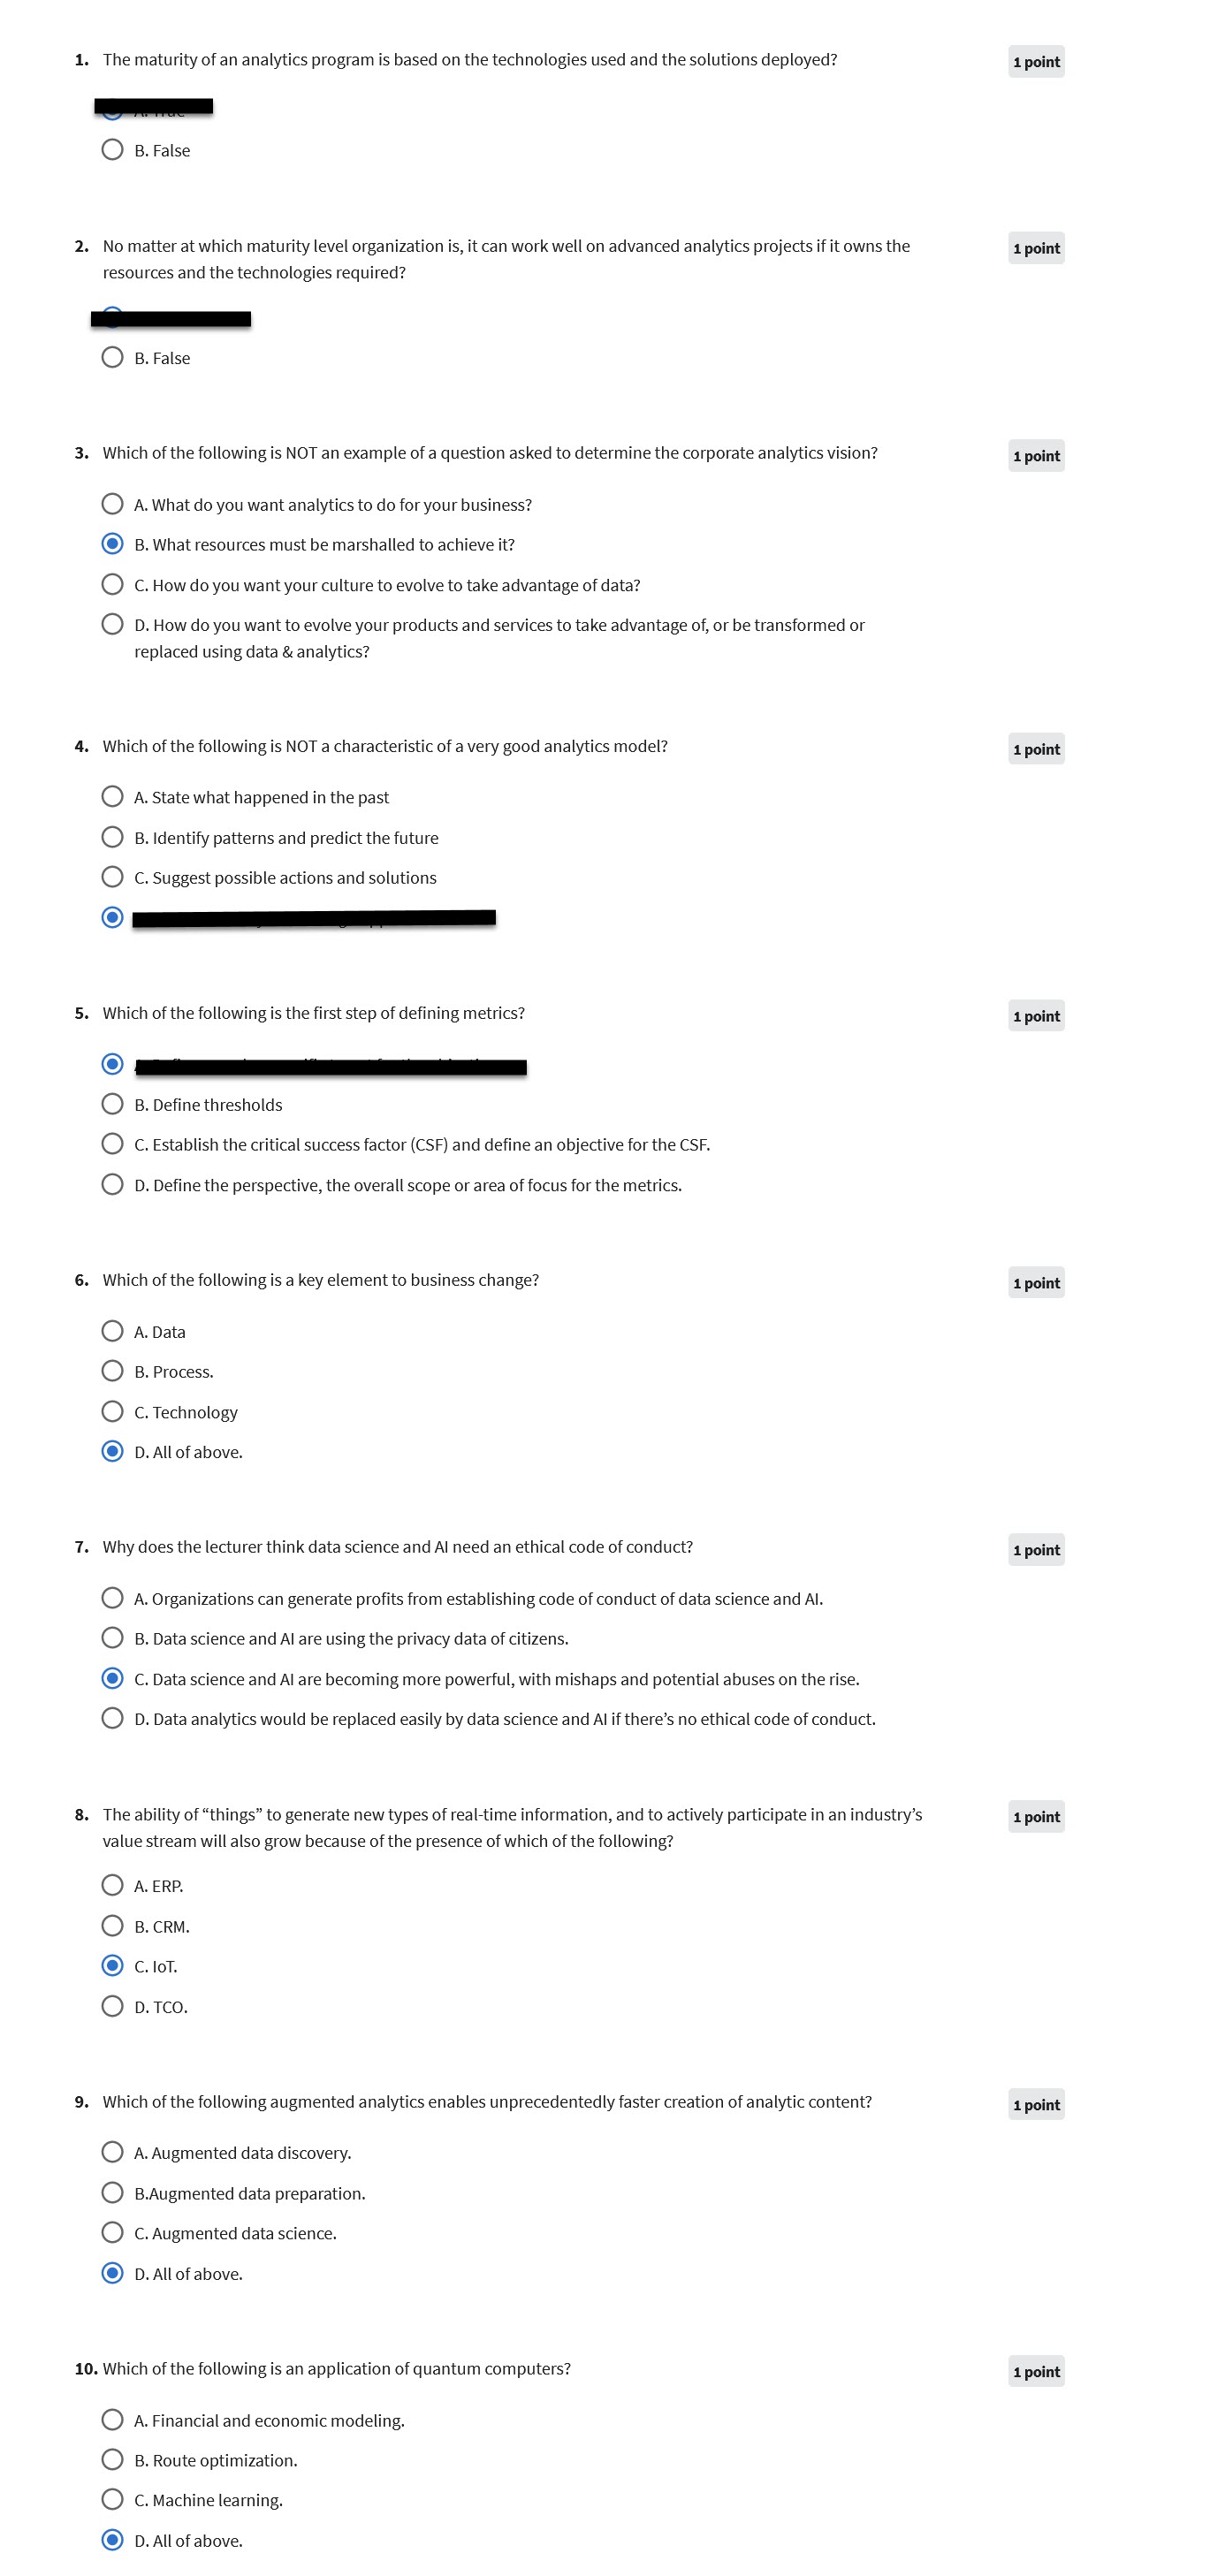 1. The maturity of an analytics program is based on the technologies used and the solutions deployed?
1 point
B. False
2. No matter at which maturity level organization is, it can work well on advanced analytics projects if it owns the
resources and the technologies required?
1 point
B. False
3. Which of the following is NOT an example of a question asked to determine the corporate analytics vision?
1 point
A. What do you want analytics to do for your business?
B. What resources must be marshalled to achieve it?
C. How do you want your culture to evolve to take advantage of data?
D. How do you want to evolve your products and services to take advantage of, or be transformed or
replaced using data & analytics?
4. Which of the following is NOT a characteristic of a very good analytics model?
1 point
A. State what happened in the past
B. Identify patterns and predict the future
C. Suggest possible actions and solutions
5. Which of the following is the first step of defining metrics?
1 point
B. Define thresholds
C. Establish the critical success factor (CSF) and define an objective for the CSF.
D. Define the perspective, the overall scope or area of focus for the metrics.
6. Which of the following is a key element to business change?
1 point
A. Data
B. Process.
C. Technology
D. All of above.
7. Why does the lecturer think data science and AI need an ethical code of conduct?
1 point
A. Organizations can generate profits from establishing code of conduct of data science and AI.
B. Data science and AI are using the privacy data of citizens.
C. Data science and AI are becoming more powerful, with mishaps and potential abuses on the rise.
D. Data analytics would be replaced easily by data science and AI if there’s no ethical code of conduct.
8. The ability of “things” to generate new types of real-time information, and to actively participate in an industry’s
value stream will also grow because of the presence of which of the following?
1 point
A. ERP.
B. CRM.
C. IoT.
D. TCO.
9. Which of the following augmented analytics enables unprecedentedly faster creation of analytic content?
1 point
A. Augmented data discovery.
B.Augmented data preparation.
C. Augmented data science.
D. All of above.
10. Which of the following is an application of quantum computers?
1 point
A. Financial and economic modeling.
B. Route optimization.
C. Machine learning.
D. All of above.